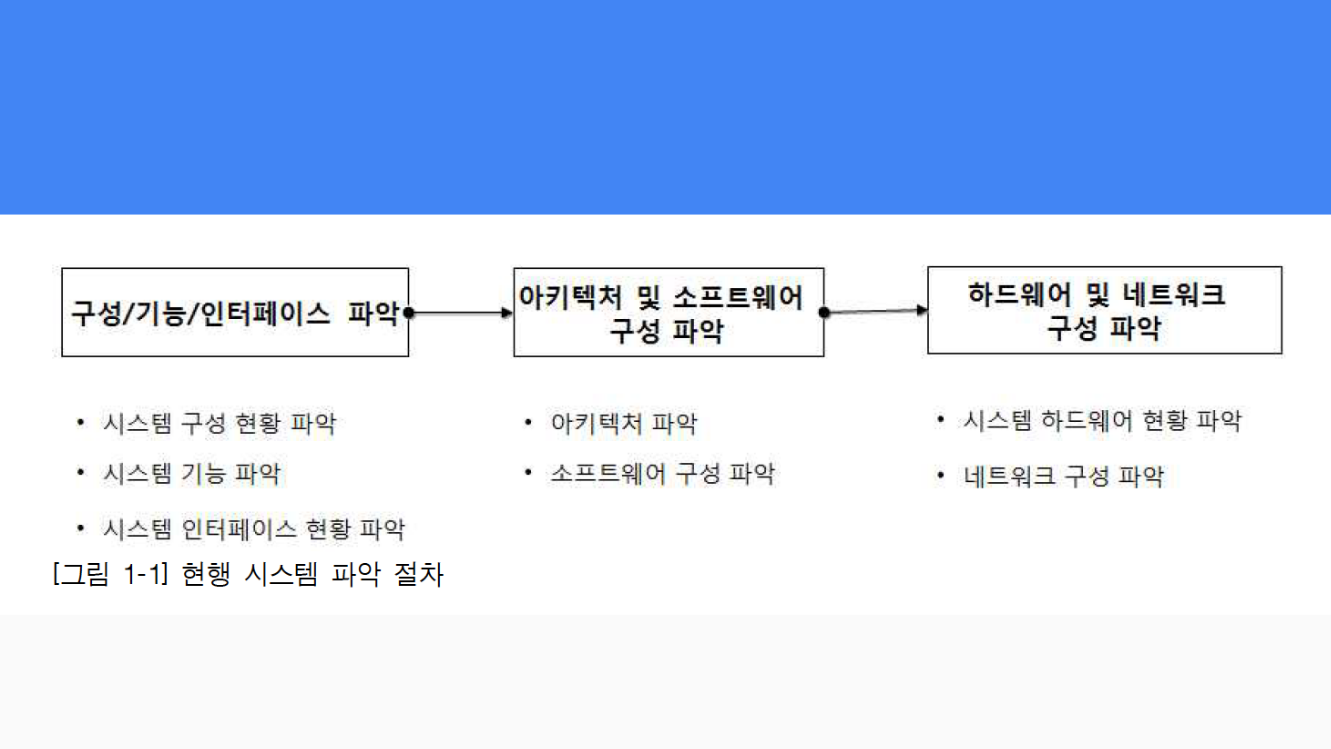 구성/기능/인터페이스 파악
아키텍처 및 소프트웨어
구성 파악
하드웨어 및 네트워크
구성 파악
• 시스템 구성 현황 파악
• 시스템 기능 파악
• 시스템 인터페이스 현황 파악
• 아키텍처 파악
• 소프트웨어 구성 파악
• 시스템 하드웨어 현황 파악
• 네트워크 구성 파악
[그림 1-1] 현행 시스템 파악 절차